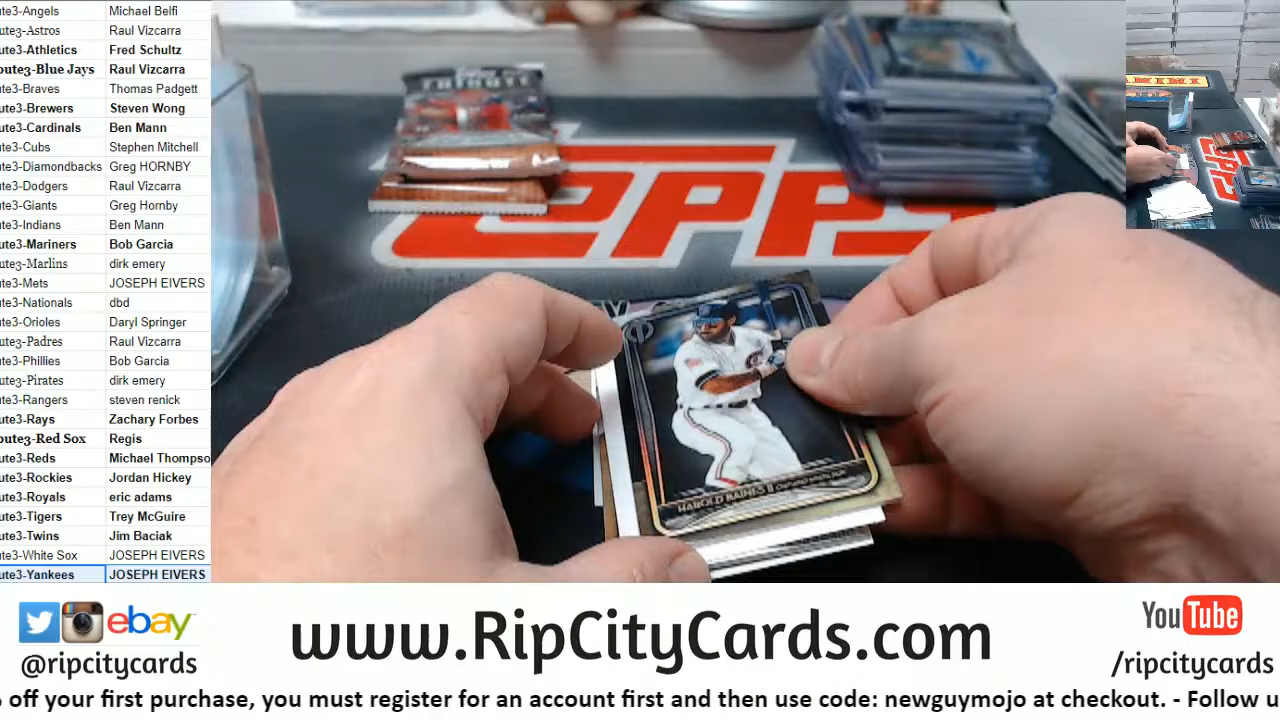 ute3-Angels Michael Belfi
ute3-Astros Raul Vizcarra
ute3-Athletics Fred Schultz
oute3-Blue Jays Raul Vizcarra
ute3-Braves Thomas Padgett
ute3-Brewers Steven Wong
ute3-Cardinals Ben Mann
ute3-Cubs Stephen Mitchell
ute3-Diamondbacks Greg HORNBY
ute3-Dodgers Raul Vizcarra
ute3-Giants Greg Hornby
ute3-Indians Ben Mann
ute3-Mariners Bob Garcia
ute3-Marlins dirk emery
ute3-Mets JOSEPH EIVERS
ute3-Nationals dbd
ute3-Orioles Daryl Springer
ute3-Padres Raul Vizcarra
ute3-Phillies Bob Garcia
ute3-Pirates dirk emery
ute3-Rangers steven renick
ute3-Rays Zachary Forbes
oute3-Red Sox Regis
ute3-Reds Michael Thompso
ute3-Rockies Jordan Hickey
ute3-Royals eric adams
ute3-Tigers Trey McGuire
ute3-Twins Jim Baciak
ute3-White Sox JOSEPH EIVERS
ute3-Yankees JOSEPH EIVERS
TRIBUTE
HAROLD BAINES
ebay
@ripcitycards
www.RipCityCards.com
YouTube
/ripcitycards
% off your first purchase, you must register for an account first and then use code: newguymojo at checkout. - Follow u